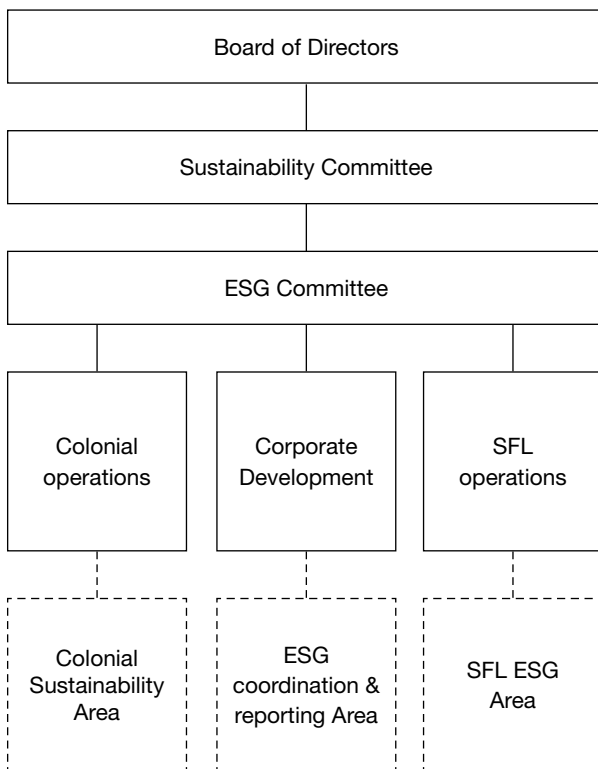 Board of Directors
Sustainability Committee
ESG Committee
Colonial
operations
Corporate
Development
SFL
operations
Colonial
Sustainability
Area
ESG
coordination &
reporting Area
SFL ESG
Area